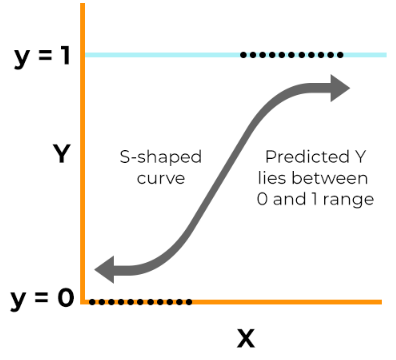 y = 1
Y
S-shaped
curve
Predicted Y
lies between
0 and 1 range
y = 0
X